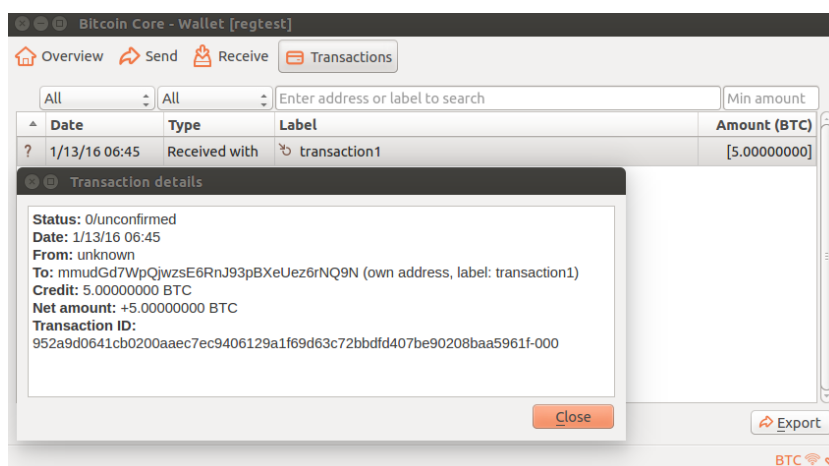 Bitcoin Core - Wallet [regtest]
Overview Send Receive Transactions
All All Enter address or label to search Min amount
Date Type Label Amount (BTC)
? 1/13/16 06:45 Received with transaction1 [5.00000000]
Transaction details
Status: 0/unconfirmed
Date: 1/13/16 06:45
From: unknown
To: mmudGd7WpQjwzsE6RnJ93pBXeUez6rNQ9N (own address, label: transaction1)
Credit: 5.00000000 BTC
Net amount: +5.00000000 BTC
Transaction ID:
952a9d0641cb0200aaec7ec9406129a1f69d63c72bbdfd407be90208baa5961f-000
Close
Export
BTC